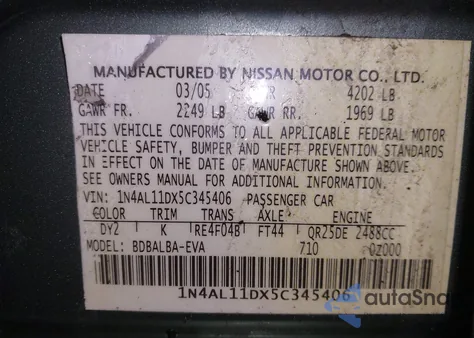 MANUFACTURED BY NISSAN MOTOR CO., LTD.
DATE 03/05 R 4202 LB
GAWR FR. 2249 LB GAWR RR. 1969 LB
THIS VEHICLE CONFORMS TO ALL APPLICABLE FEDERAL MOTOR
VEHICLE SAFETY, BUMPER AND THEFT PREVENTION STANDARDS
IN EFFECT ON THE DATE OF MANUFACTURE SHOWN ABOVE.
SEE OWNERS MANUAL FOR ADDITIONAL INFORMATION.
VIN: 1N4AL11DX5C345406 PASSENGER CAR
COLOR TRIM TRANS AXLE ENGINE
DY2 K RE4F04B FT44 QR25DE 2488CC
MODEL: BDBALBA-EVA 710 0Z000
1N4AL11DX5C345406
autoSna